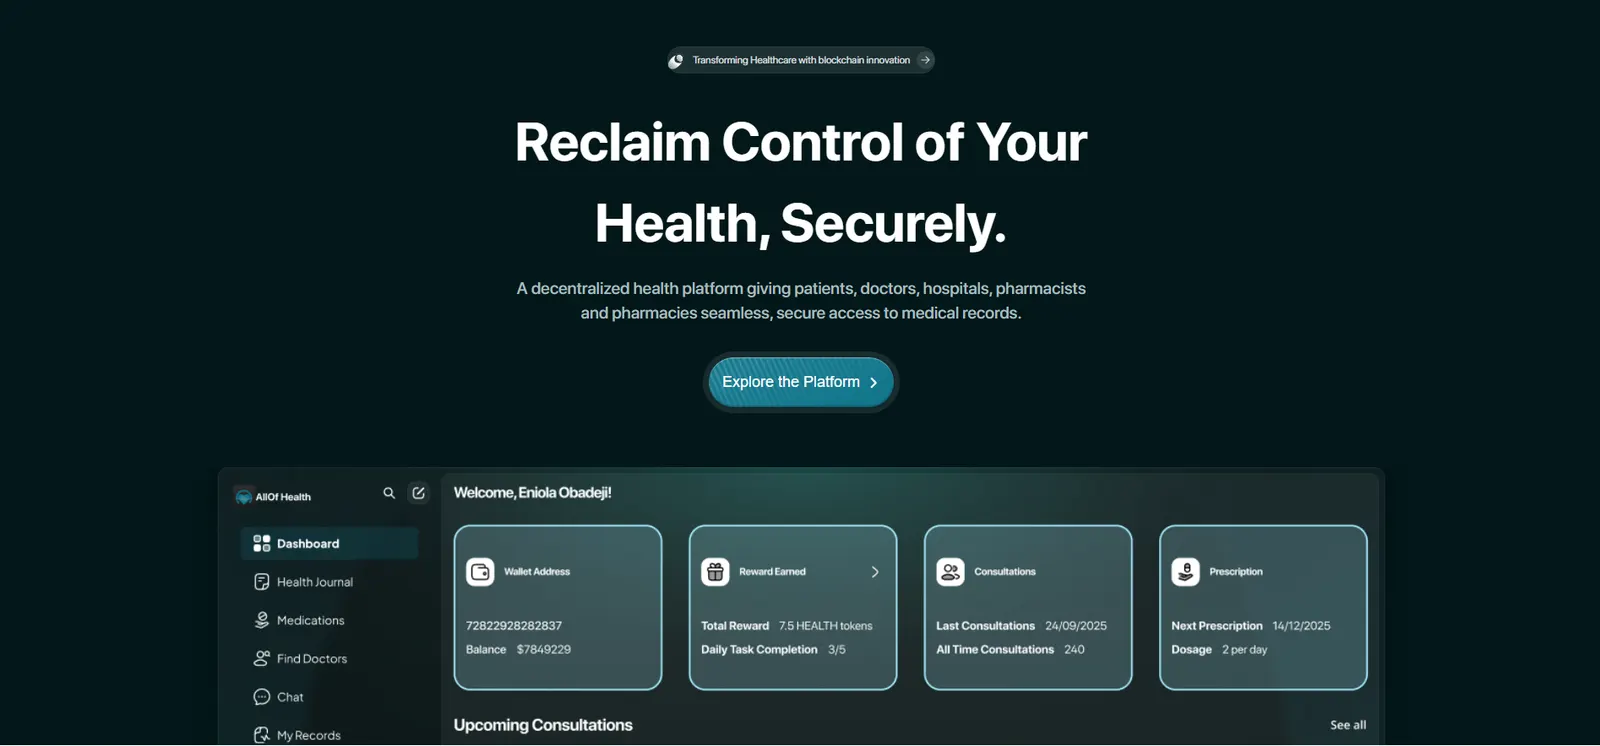 Transforming Healthcare with blockchain innovation
Reclaim Control of Your
Health, Securely.
A decentralized health platform giving patients, doctors, hospitals, pharmacists
and pharmacies seamless, secure access to medical records.
Explore the Platform
AllOf Health
Dashboard
Health Journal
Medications
Find Doctors
Chat
My Records
Welcome, Eniola Obadeji!
Wallet Address
72822928282837
Balance $7849229
Reward Earned
Total Reward 7.5 HEALTH tokens
Daily Task Completion 3/5
Consultations
Last Consultations 24/09/2025
All Time Consultations 240
Prescription
Next Prescription 14/12/2025
Dosage 2 per day
Upcoming Consultations
See all